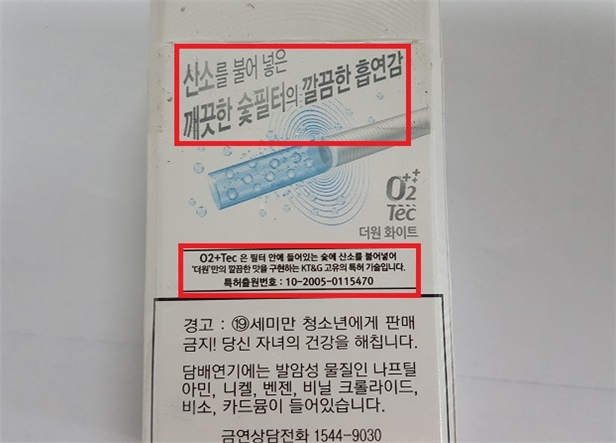 산소를 불어 넣은
깨끗한 숯필터의 깔끔한 흡연감
O2++
Tec
더원 화이트
O2+Tec 은 필터 안에 들어있는 숯에 산소를 불어넣어
'더원'만의 깔끔한 맛을 구현하는 KT&G 고유의 특허 기술입니다.
특허출원번호 : 10-2005-0115470
경고 : ⑲세미만 청소년에게 판매
금지! 당신 자녀의 건강을 해칩니다.
담배연기에는 발암성 물질인 나프틸
아민, 니켈, 벤젠, 비닐 크롤라이드,
비소, 카드뮴이 들어있습니다.
금연상담전화 1544-9030